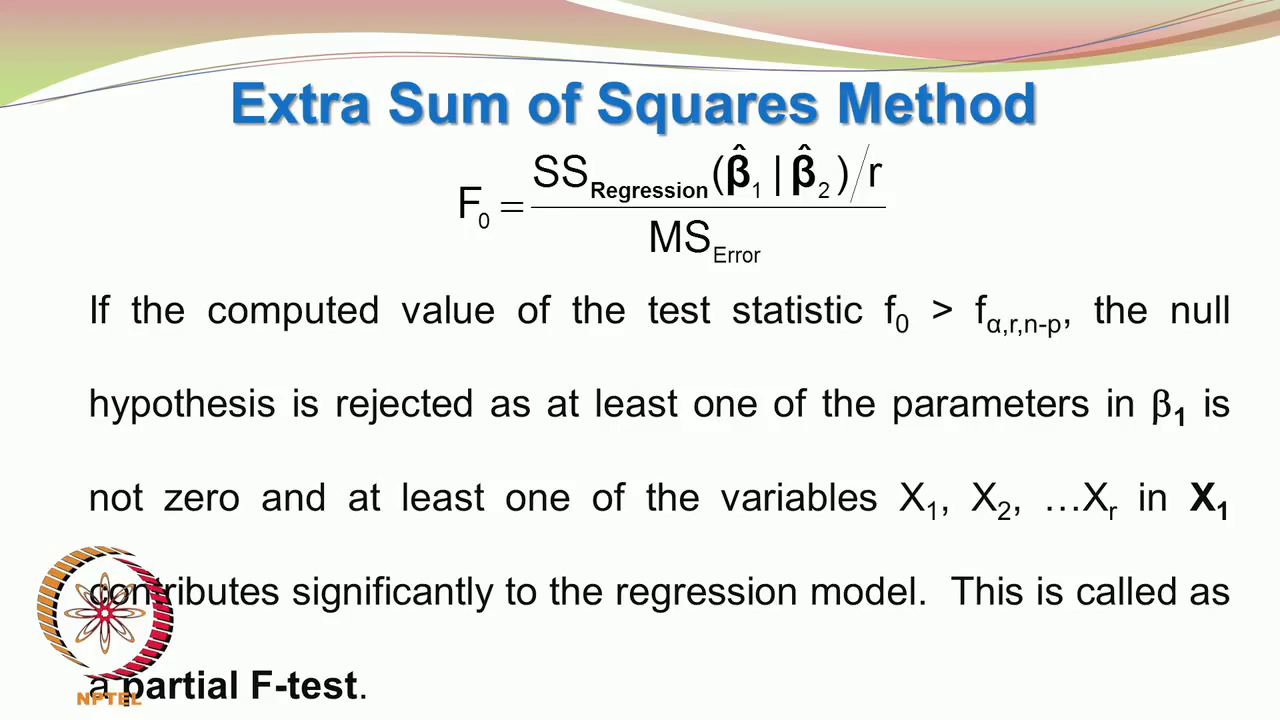 Extra Sum of Squares Method
F₀ = SS_Regression (β̂₁ | β̂₂) / r
MS_Error
If the computed value of the test statistic f₀ > f_α,r,n-p, the null
hypothesis is rejected as at least one of the parameters in β₁ is
not zero and at least one of the variables X₁, X₂, …Xᵣ in X₁
contributes significantly to the regression model. This is called as
a partial F-test.
NPTEL